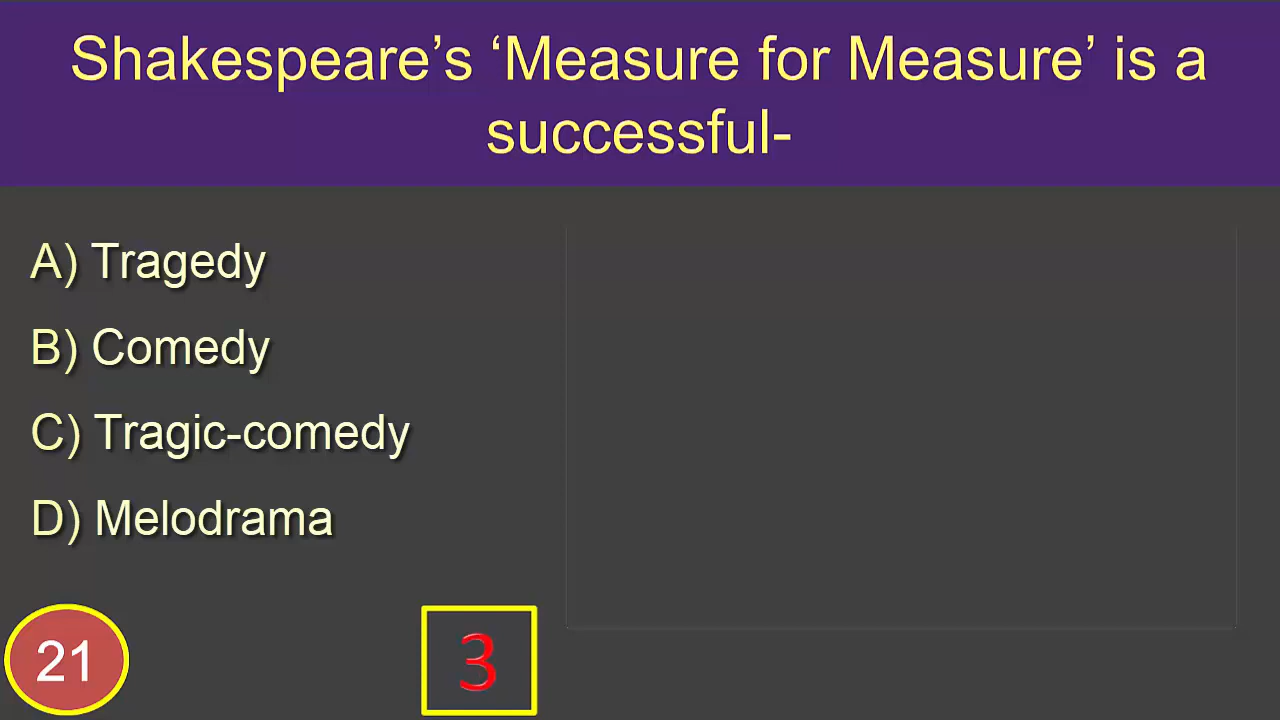 Shakespeare’s ‘Measure for Measure’ is a
successful-
A) Tragedy
B) Comedy
C) Tragic-comedy
D) Melodrama
21
3